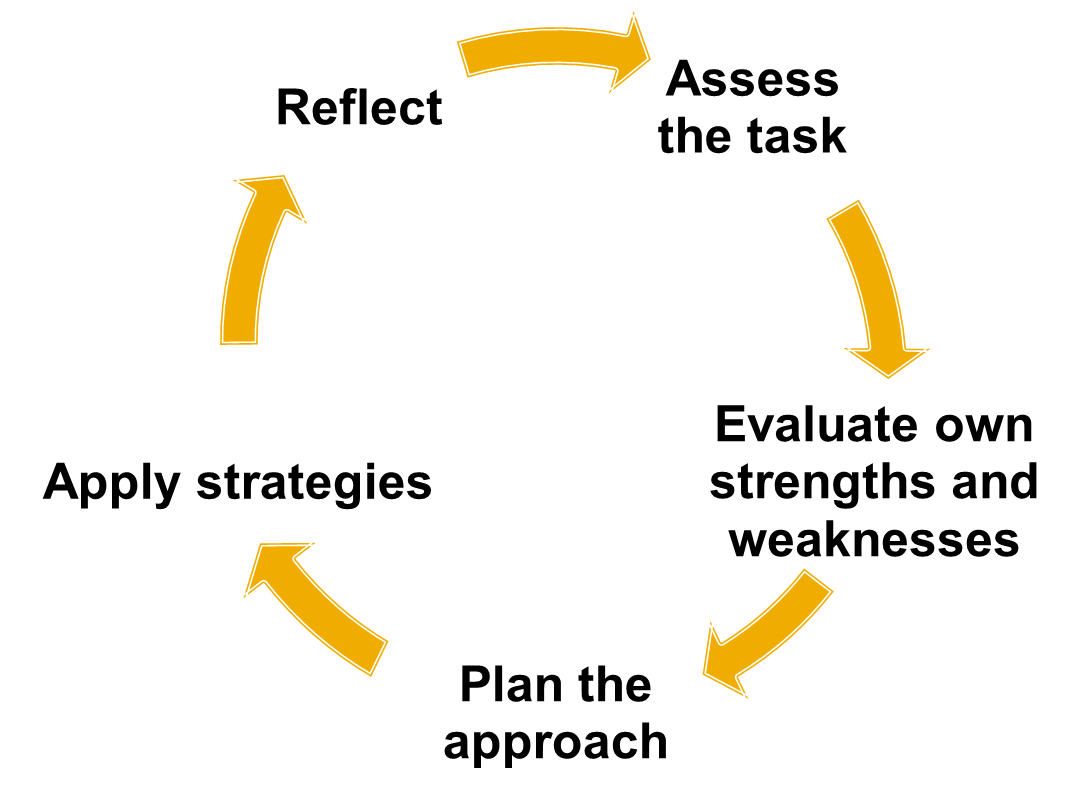 Reflect
Assess
the task
Evaluate own
strengths and
weaknesses
Plan the
approach
Apply strategies